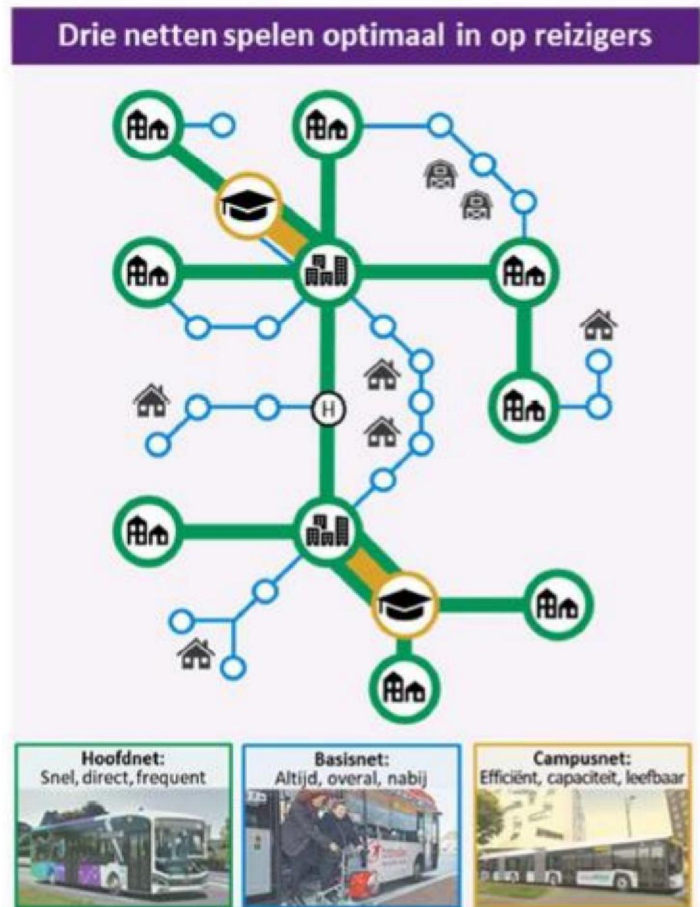 Drie netten spelen optimaal in op reizigers
H
Hoofdnet:
Snel, direct, frequent
Basisnet:
Altijd, overal, nabij
Campusnet:
Efficiënt, capaciteit, leefbaar